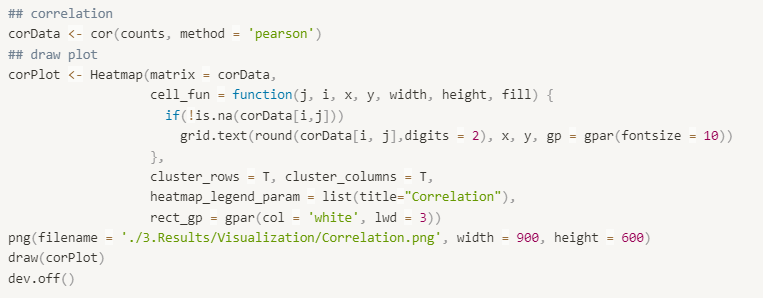 ## correlation
corData <- cor(counts, method = 'pearson')
## draw plot
corPlot <- Heatmap(matrix = corData,
                   cell_fun = function(j, i, x, y, width, height, fill) {
                     if(!is.na(corData[i,j]))
                       grid.text(round(corData[i, j],digits = 2), x, y, gp = gpar(fontsize = 10))
                   },
                   cluster_rows = T, cluster_columns = T,
                   heatmap_legend_param = list(title="Correlation"),
                   rect_gp = gpar(col = 'white', lwd = 3))
png(filename = './3.Results/Visualization/Correlation.png', width = 900, height = 600)
draw(corPlot)
dev.off()